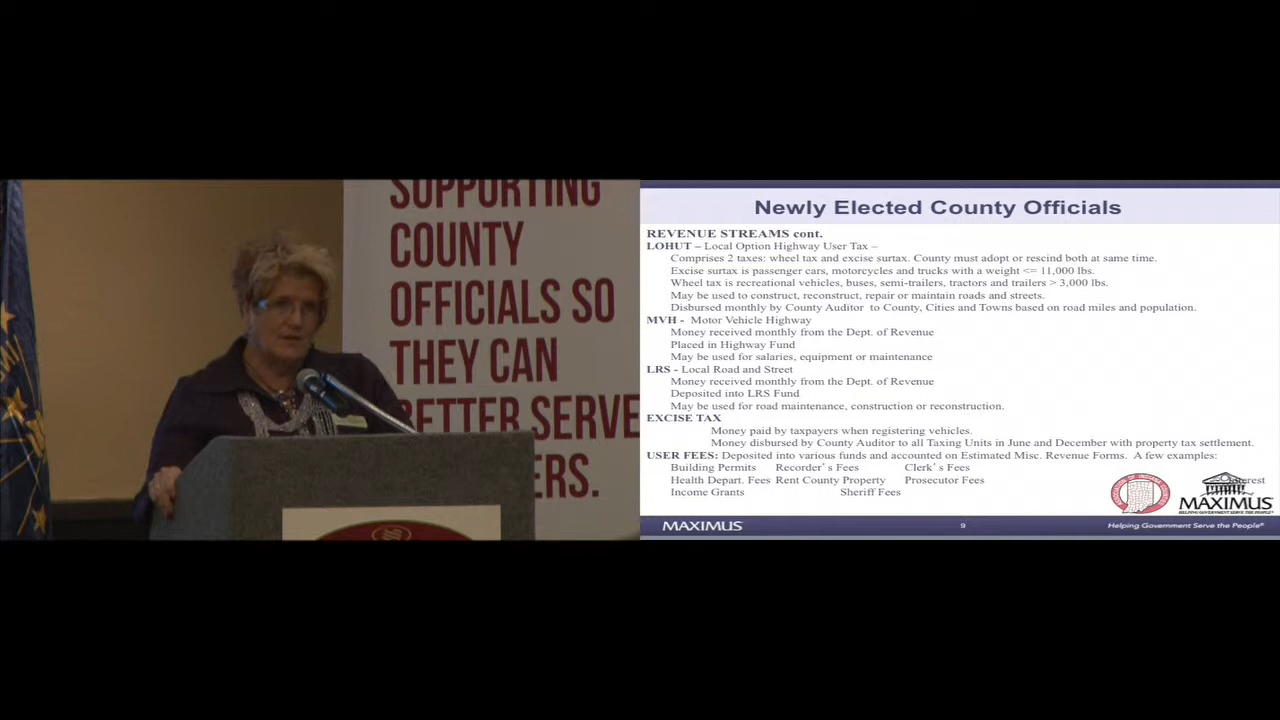 SUPPORTING
COUNTY
OFFICIALS SO
THEY CAN
BETTER SERVE
ERS.
Newly Elected County Officials
REVENUE STREAMS cont.
LOHUT – Local Option Highway User Tax –
Comprises 2 taxes: wheel tax and excise surtax. County must adopt or rescind both at same time.
Excise surtax is passenger cars, motorcycles and trucks with a weight <= 11,000 lbs.
Wheel tax is recreational vehicles, buses, semi-trailers, tractors and trailers > 3,000 lbs.
May be used to construct, reconstruct, repair or maintain roads and streets.
Disbursed monthly by County Auditor to County, Cities and Towns based on road miles and population.
MVH - Motor Vehicle Highway
Money received monthly from the Dept. of Revenue
Placed in Highway Fund
May be used for salaries, equipment or maintenance
LRS - Local Road and Street
Money received monthly from the Dept. of Revenue
Deposited into LRS Fund
May be used for road maintenance, construction or reconstruction.
EXCISE TAX
Money paid by taxpayers when registering vehicles.
Money disbursed by County Auditor to all Taxing Units in June and December with property tax settlement.
USER FEES: Deposited into various funds and accounted on Estimated Misc. Revenue Forms. A few examples:
Building Permits Recorder's Fees Clerk's Fees
Health Depart. Fees Rent County Property Prosecutor Fees
Income Grants Sheriff Fees
MAXIMUS
HELPING GOVERNMENT SERVE THE PEOPLE
MAXIMUS 9 Helping Government Serve the People®